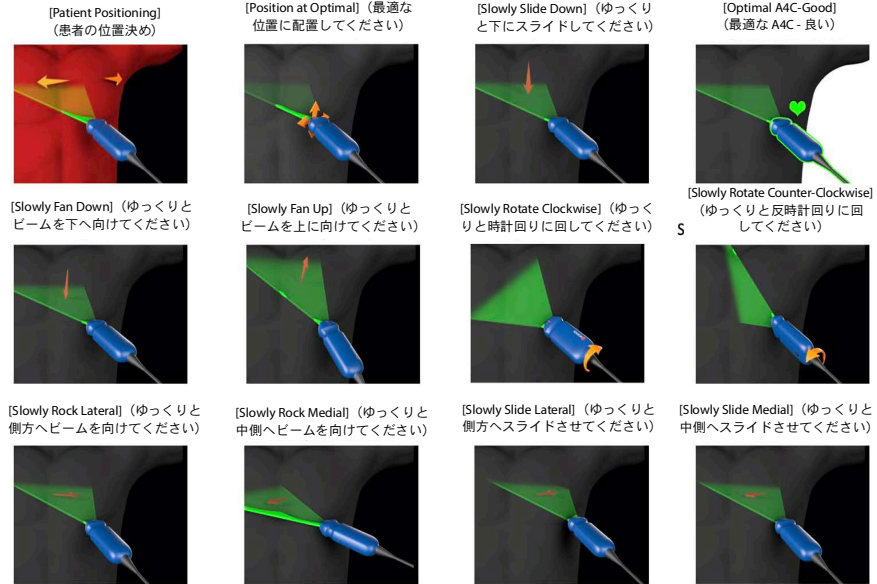 [Patient Positioning]
（患者の位置決め）
[Position at Optimal]（最適な
位置に配置してください）
[Slowly Slide Down]（ゆっくり
と下にスライドしてください）
[Optimal A4C-Good]
（最適な A4C - 良い）
[Slowly Fan Down]（ゆっくりと
ビームを下へ向けてください）
[Slowly Fan Up]（ゆっくりと
ビームを上に向けてください）
[Slowly Rotate Clockwise]（ゆっく
りと時計回りに回してください）
[Slowly Rotate Counter-Clockwise]
（ゆっくりと反時計回りに回
してください）
S
[Slowly Rock Lateral]（ゆっくりと
側方へビームを向けてください）
[Slowly Rock Medial]（ゆっくりと
中側へビームを向けてください）
[Slowly Slide Lateral]（ゆっくりと
側方へスライドさせてください）
[Slowly Slide Medial]（ゆっくりと
中側へスライドさせてください）